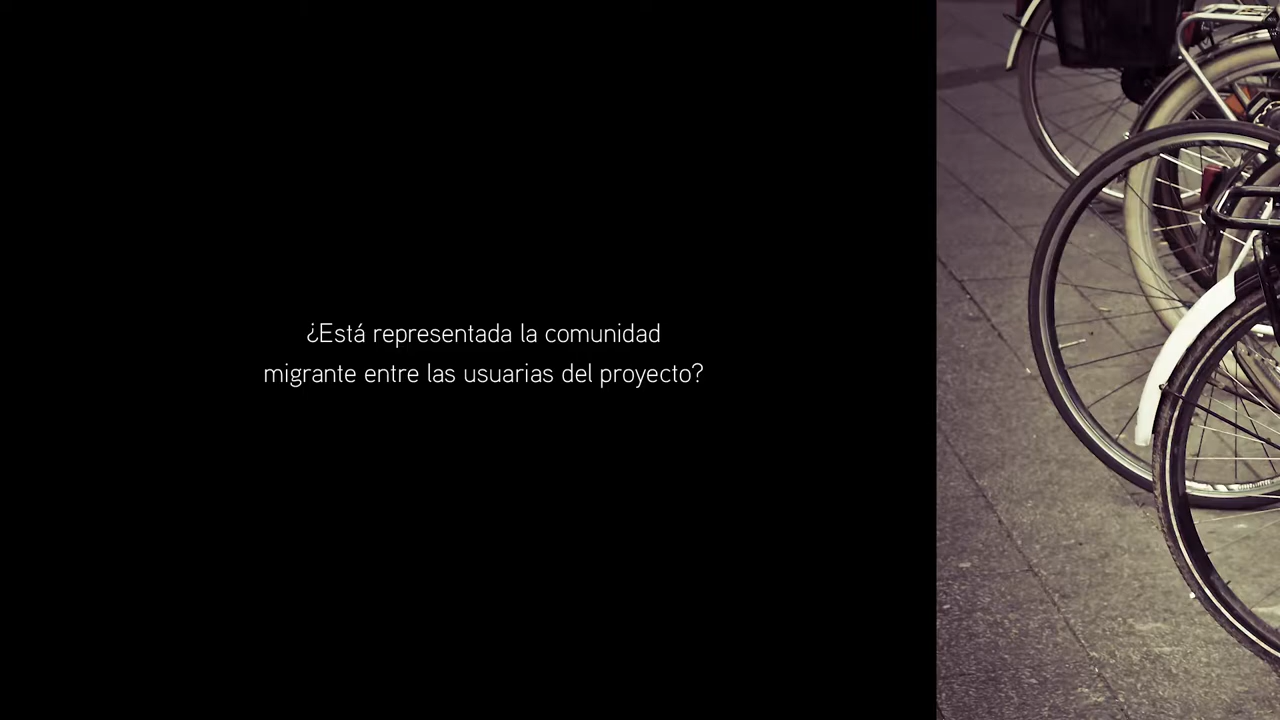 ¿Está representada la comunidad
migrante entre las usuarias del proyecto?